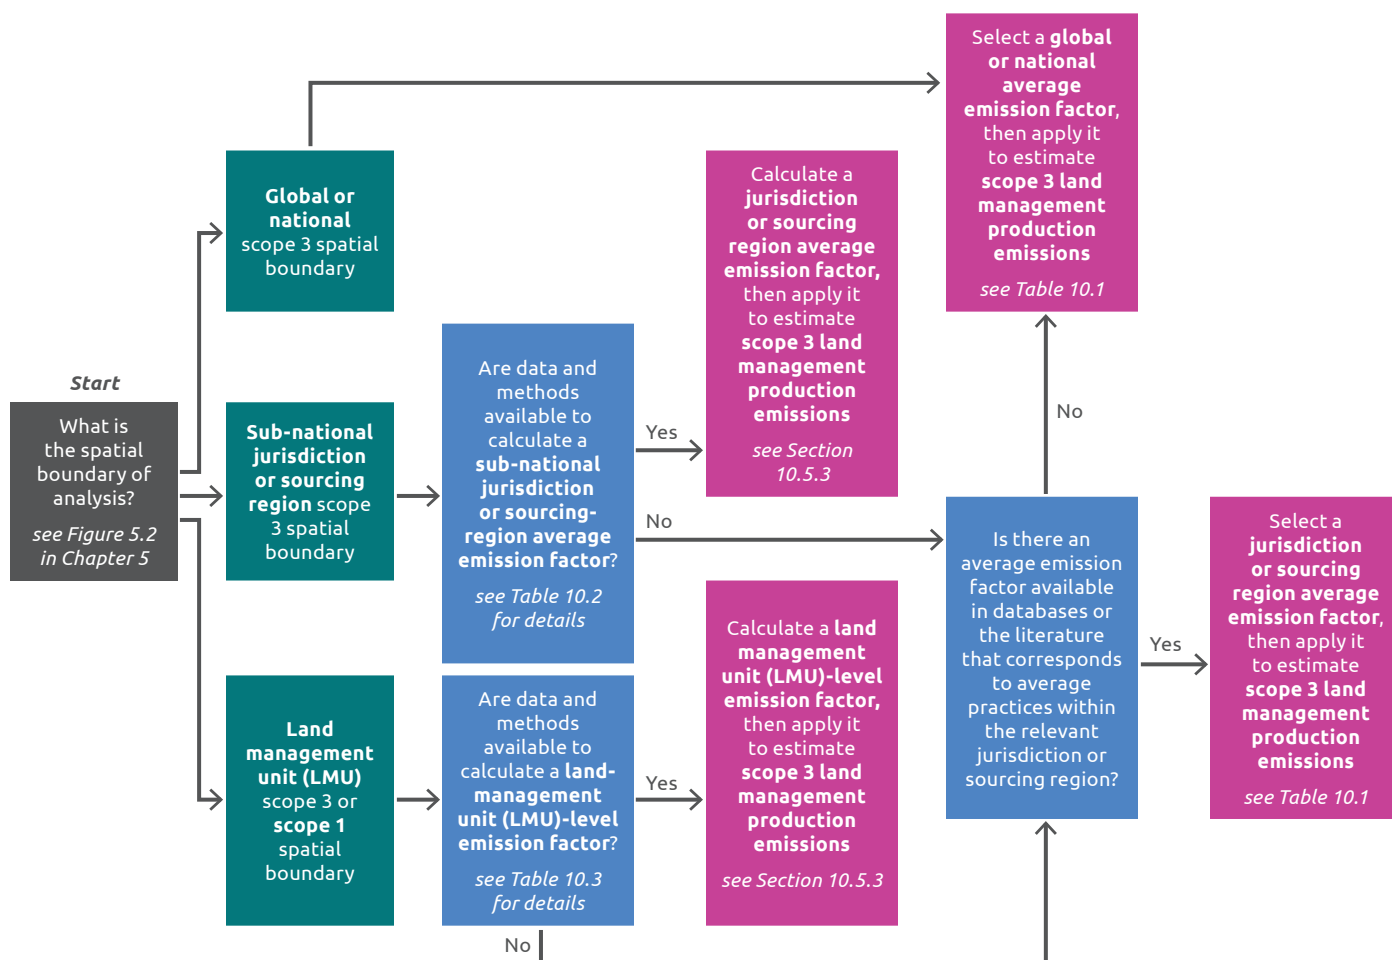 Start
What is
the spatial
boundary of
analysis?
see Figure 5.2
in Chapter 5
Global or
national
scope 3 spatial
boundary
Sub-national
jurisdiction
or sourcing
region scope
3 spatial
boundary
Land
management
unit (LMU)
scope 3 or
scope 1
spatial
boundary
Are data and
methods
available to
calculate a
sub-national
jurisdiction
or sourcing-
region average
emission factor?
see Table 10.2
for details
Are data and
methods
available to
calculate a land-
management
unit (LMU)-level
emission factor?
see Table 10.3
for details
Yes
No
Yes
No
Calculate a
jurisdiction
or sourcing
region average
emission factor,
then apply it
to estimate
scope 3 land
management
production
emissions
see Section
10.5.3
Calculate a land
management
unit (LMU)-level
emission factor,
then apply it
to estimate
scope 3 land
management
production
emissions
see Section 10.5.3
Select a global
or national
average
emission factor,
then apply it
to estimate
scope 3 land
management
production
emissions
see Table 10.1
No
Is there an
average emission
factor available
in databases or
the literature
that corresponds
to average
practices within
the relevant
jurisdiction or
sourcing region?
Yes
Select a
jurisdiction
or sourcing
region average
emission factor,
then apply it
to estimate
scope 3 land
management
production
emissions
see Table 10.1